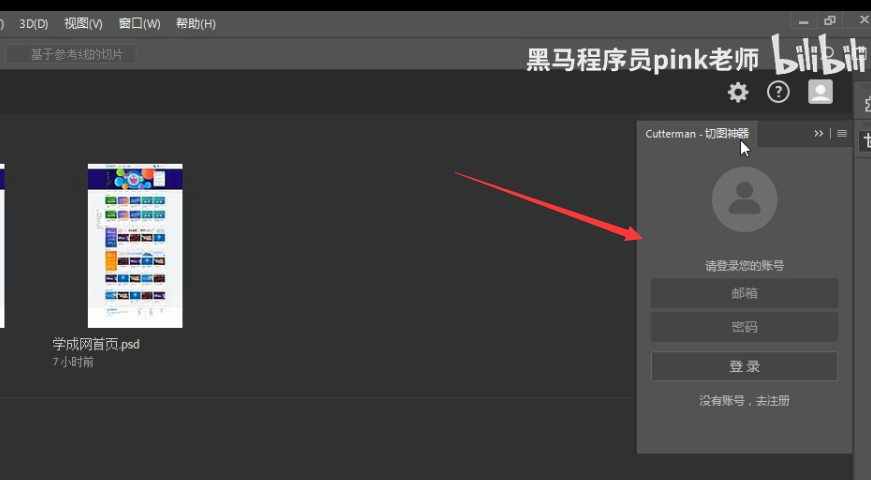 3D(D) 视图(V) 窗口(W) 帮助(H)
基于参考线的切片
黑马程序员pink老师 bilibili
Cutterman - 切图神器
请登录您的账号
邮箱
密码
登 录
没有账号，去注册
学成网首页.psd
7 小时前